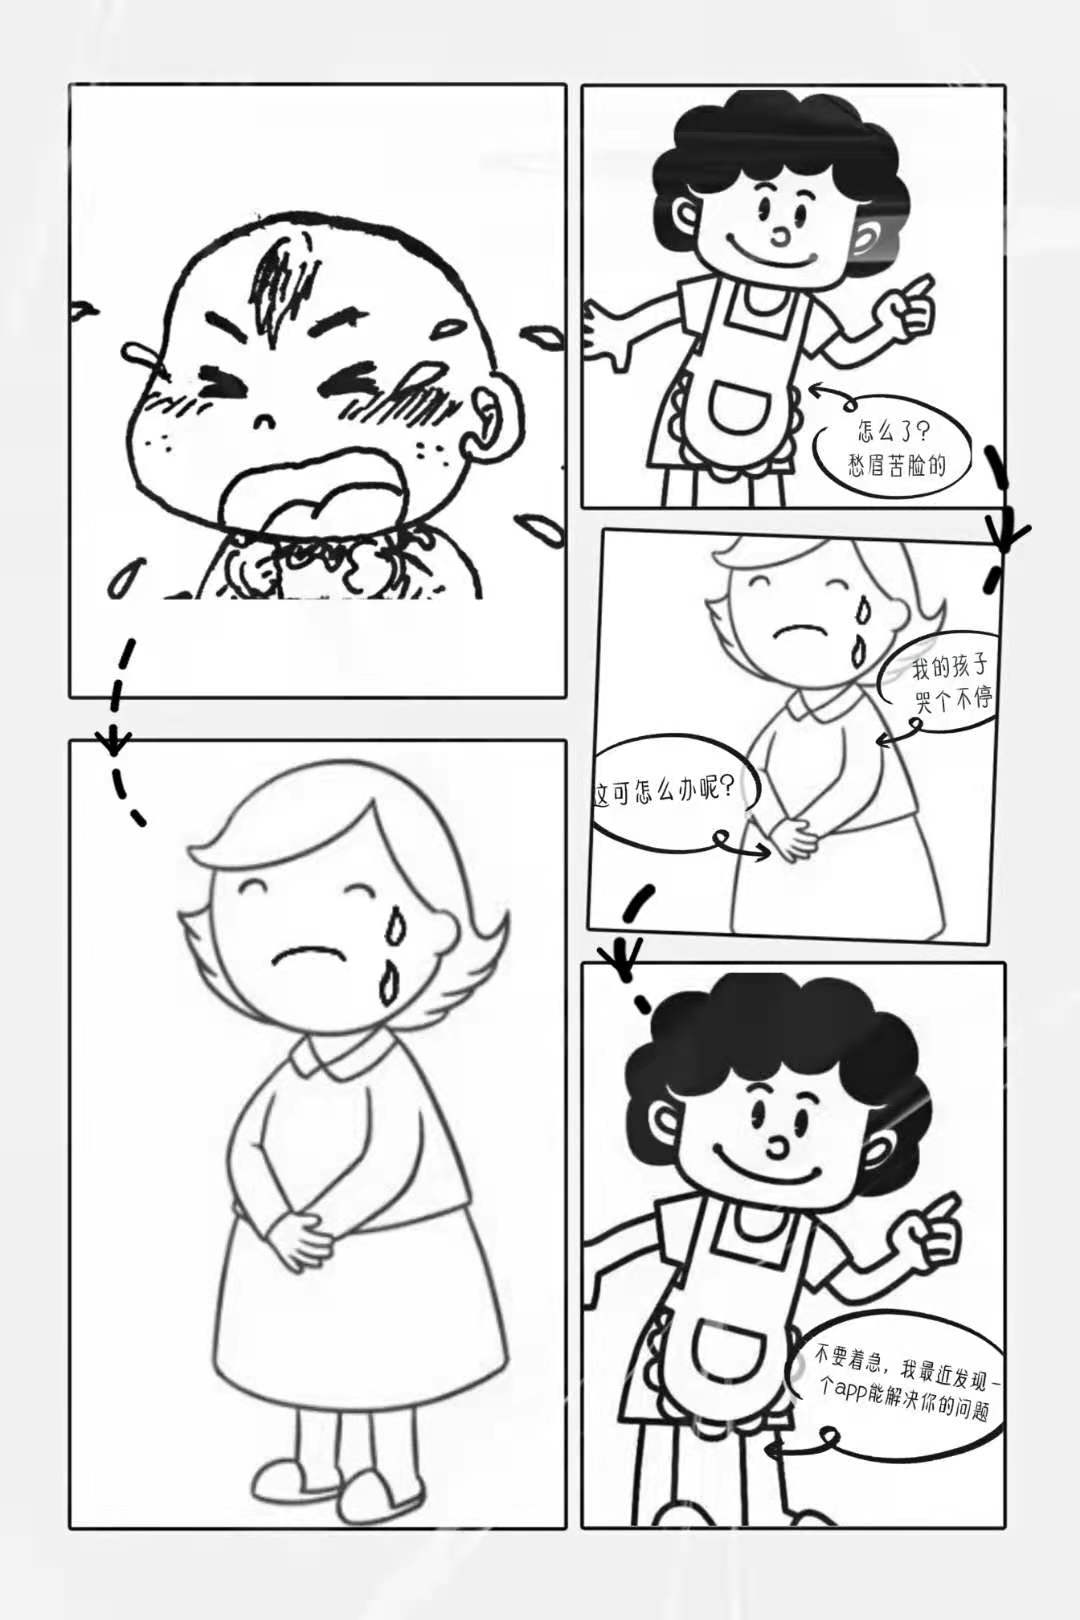 怎么了？
愁眉苦脸的
我的孩子
哭个不停
这可怎么办呢？
不要着急，我最近发现一
个app能解决你的问题